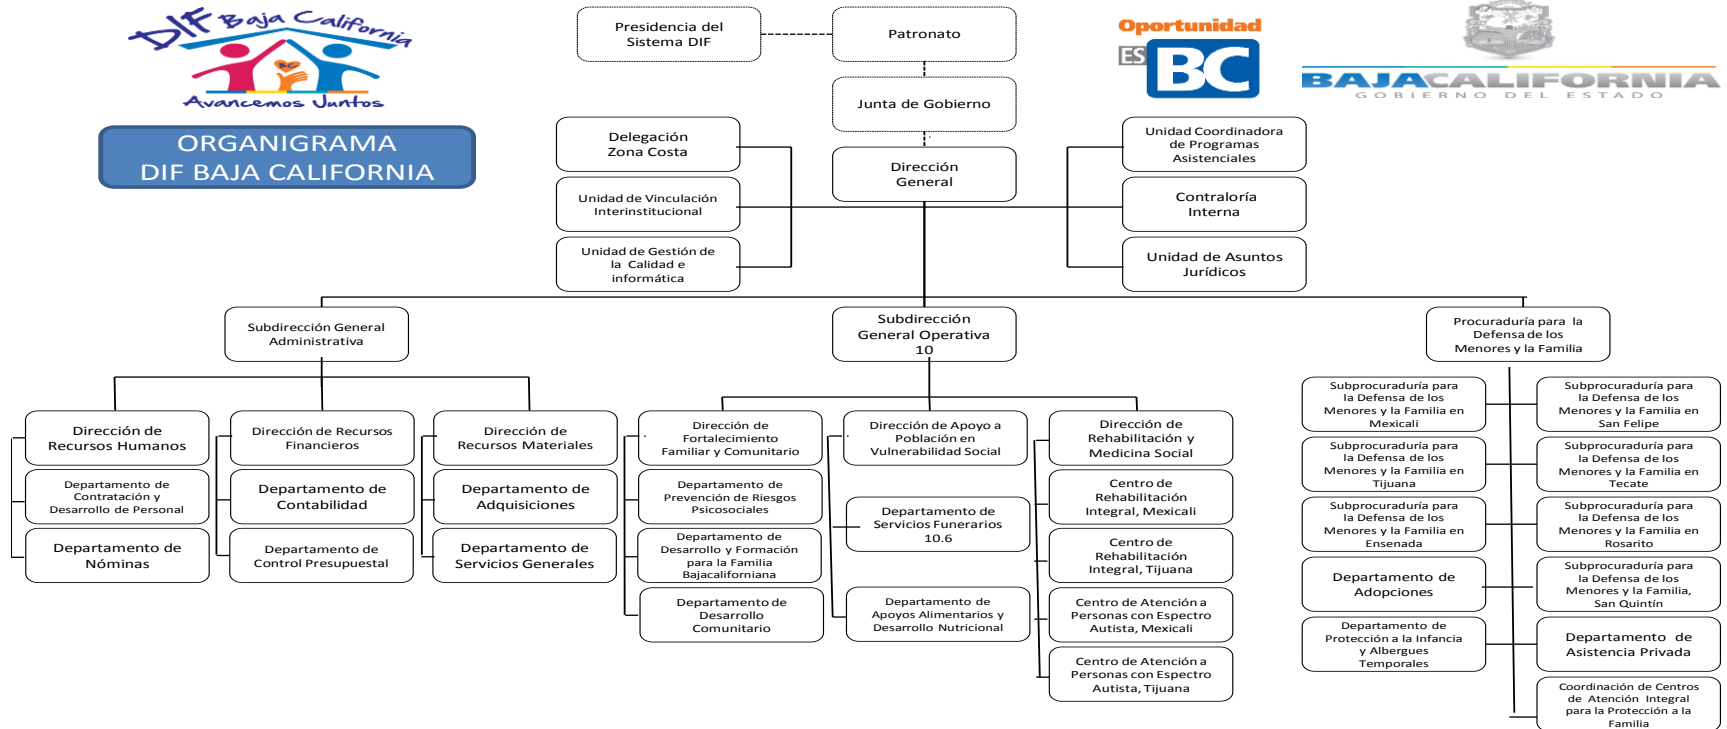 DIF Baja California
Avancemos Juntos
ORGANIGRAMA
DIF BAJA CALIFORNIA
Presidencia del
Sistema DIF
Patronato
Junta de Gobierno
Dirección
General
Oportunidad
ES BC
BAJACALIFORNIA
GOBIERNO DEL ESTADO
Delegación
Zona Costa
Unidad de Vinculación
Interinstitucional
Unidad de Gestión de
la Calidad e
informática
Unidad Coordinadora
de Programas
Asistenciales
Contraloría
Interna
Unidad de Asuntos
Jurídicos
Subdirección General
Administrativa
Subdirección
General Operativa
10
Procuraduría para la
Defensa de los
Menores y la Familia
Dirección de
Recursos Humanos
Departamento de
Contratación y
Desarrollo de Personal
Departamento de
Nóminas
Dirección de Recursos
Financieros
Departamento de
Contabilidad
Departamento de
Control Presupuestal
Dirección de
Recursos Materiales
Departamento de
Adquisiciones
Departamento de
Servicios Generales
Dirección de
Fortalecimiento
Familiar y Comunitario
Departamento de
Prevención de Riesgos
Psicosociales
Departamento de
Desarrollo y Formación
para la Familia
Bajacaliforniana
Departamento de
Desarrollo
Comunitario
Dirección de Apoyo a
Población en
Vulnerabilidad Social
Departamento de
Servicios Funerarios
10.6
Departamento de
Apoyos Alimentarios y
Desarrollo Nutricional
Dirección de
Rehabilitación y
Medicina Social
Centro de
Rehabilitación
Integral, Mexicali
Centro de
Rehabilitación
Integral, Tijuana
Centro de Atención a
Personas con Espectro
Autista, Mexicali
Centro de Atención a
Personas con Espectro
Autista, Tijuana
Subprocuraduría para
la Defensa de los
Menores y la Familia en
Mexicali
Subprocuraduría para
la Defensa de los
Menores y la Familia en
Tijuana
Subprocuraduría para
la Defensa de los
Menores y la Familia en
Ensenada
Departamento de
Adopciones
Departamento de
Protección a la Infancia
y Albergues
Temporales
Subprocuraduría para
la Defensa de los
Menores y la Familia en
San Felipe
Subprocuraduría para
la Defensa de los
Menores y la Familia en
Tecate
Subprocuraduría para
la Defensa de los
Menores y la Familia en
Rosarito
Subprocuraduría para
la Defensa de los
Menores y la Familia,
San Quintín
Departamento de
Asistencia Privada
Coordinación de Centros
de Atención Integral
para la Protección a la
Familia